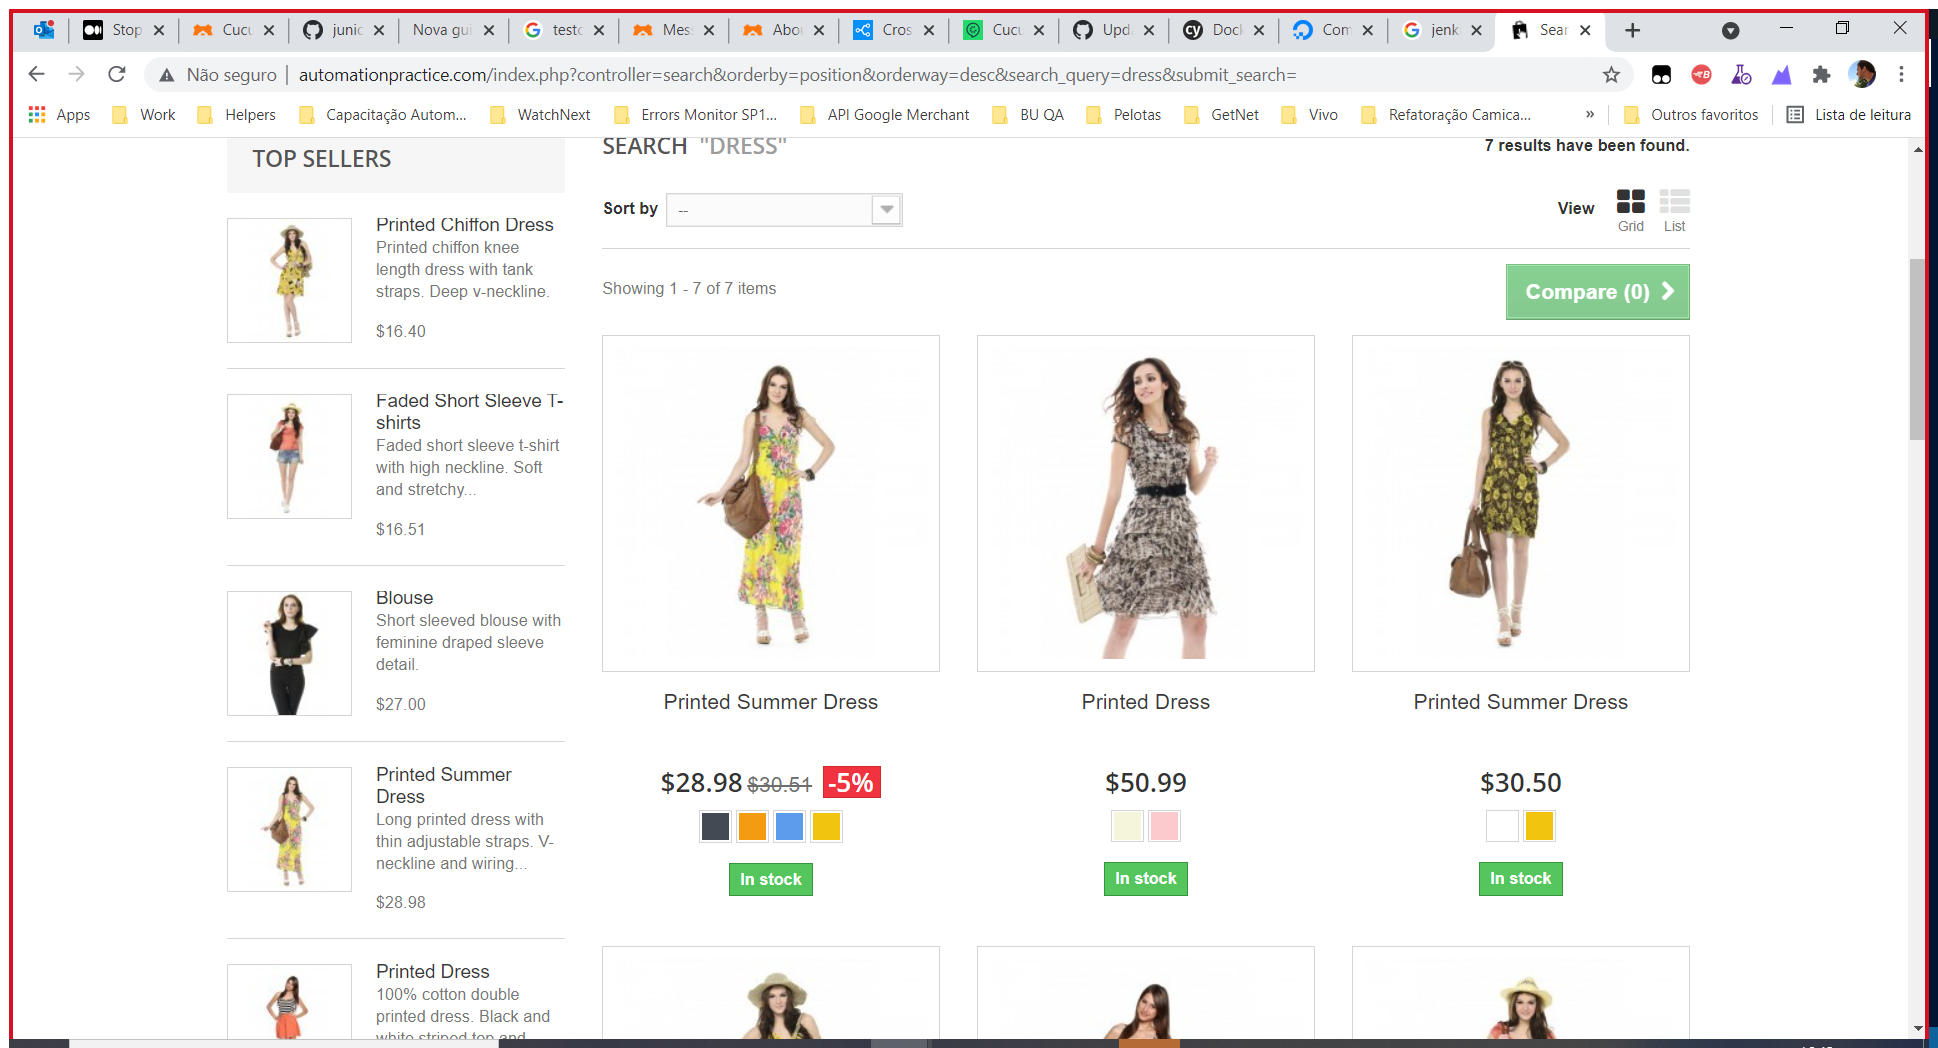 Stop
Cucu
junic
Nova gui
testc
Mess
Abou
Cros
Cucu
Upd
Dock
Com
jenk
Sear
Não seguro
automationpractice.com/index.php?controller=search&orderby=position&orderway=desc&search_query=dress&submit_search=
Apps
Work
Helpers
Capacitação Autom...
WatchNext
Errors Monitor SP1...
API Google Merchant
BU QA
Pelotas
GetNet
Vivo
Refatoração Camica...
»
Outros favoritos
Lista de leitura
TOP SELLERS
Printed Chiffon Dress
Printed chiffon knee
length dress with tank
straps. Deep v-neckline.
$16.40
Faded Short Sleeve T-
shirts
Faded short sleeve t-shirt
with high neckline. Soft
and stretchy...
$16.51
Blouse
Short sleeved blouse with
feminine draped sleeve
detail.
$27.00
Printed Summer
Dress
Long printed dress with
thin adjustable straps. V-
neckline and wiring...
$28.98
Printed Dress
100% cotton double
printed dress. Black and
white striped top and
SEARCH "DRESS"
7 results have been found.
Sort by --
View
Grid
List
Showing 1 - 7 of 7 items
Compare (0)
Printed Summer Dress
$28.98 $30.51 -5%
In stock
Printed Dress
$50.99
In stock
Printed Summer Dress
$30.50
In stock